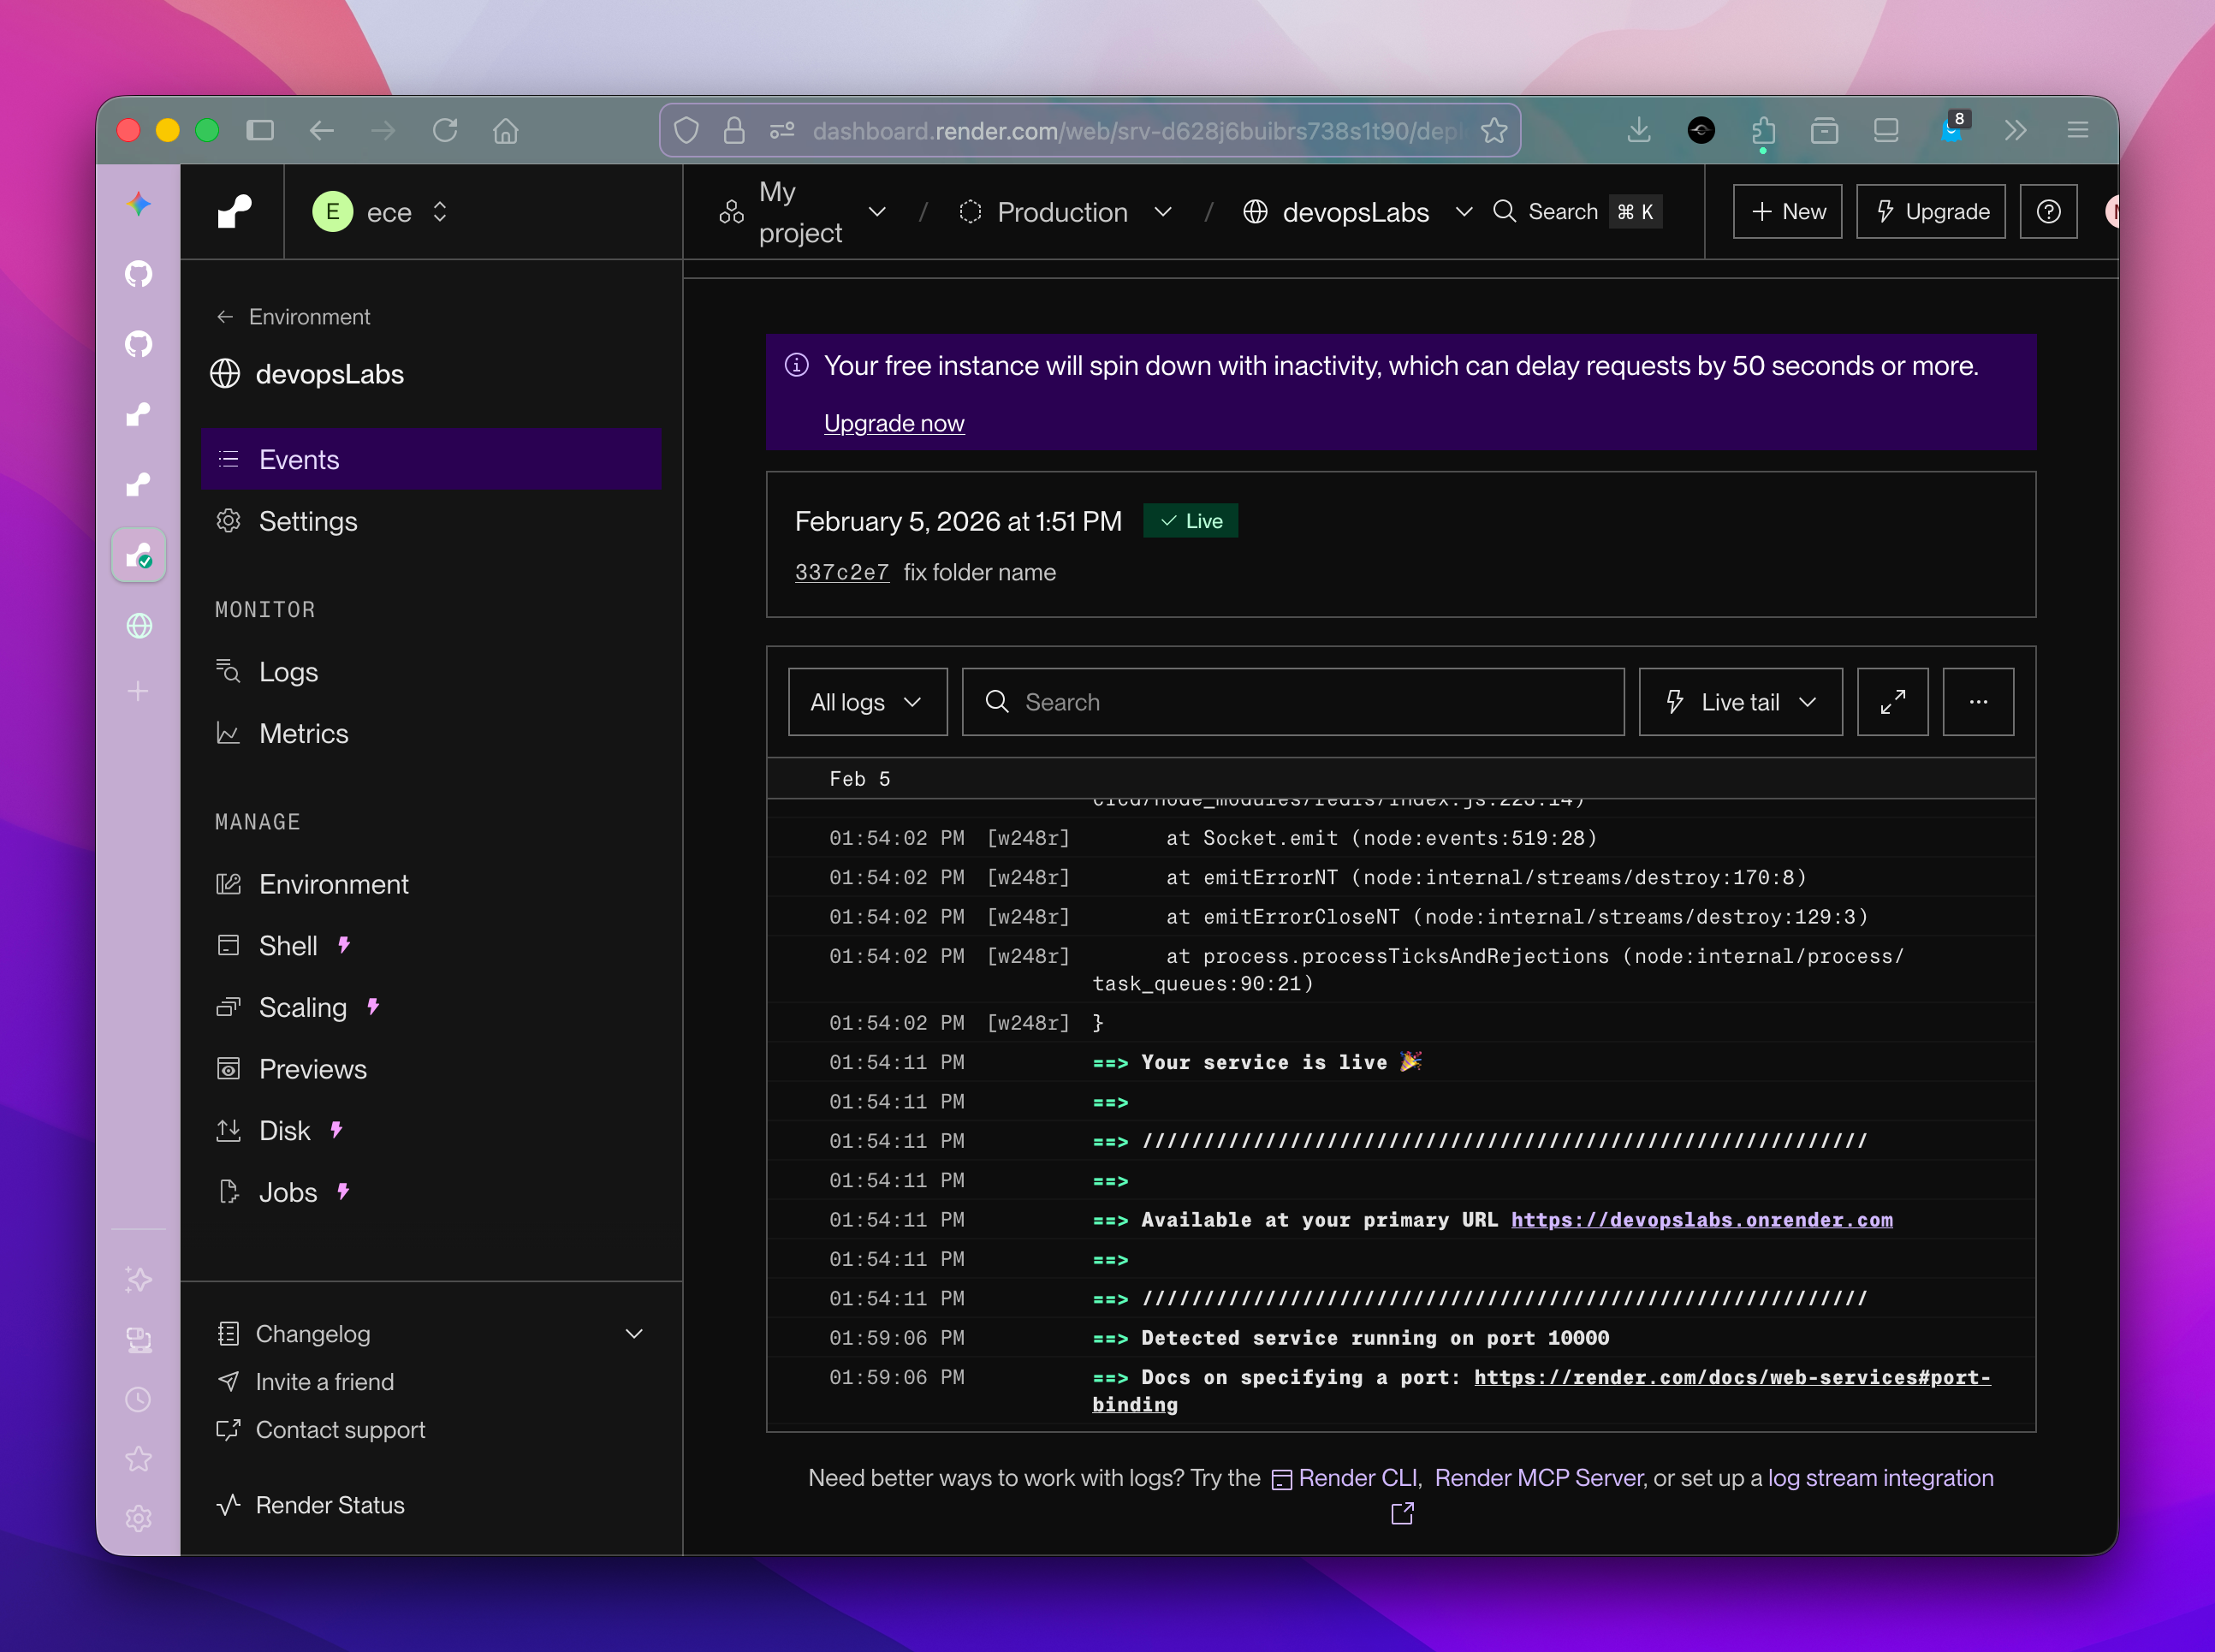 dashboard.render.com/web/srv-d628j6buibrs738s1t90/depl
8
E ece
My project / Production / devopsLabs
Search ⌘ K
+ New
Upgrade
← Environment
devopsLabs
Events
Settings
MONITOR
Logs
Metrics
MANAGE
Environment
Shell
Scaling
Previews
Disk
Jobs
Changelog
Invite a friend
Contact support
Render Status
Your free instance will spin down with inactivity, which can delay requests by 50 seconds or more.
Upgrade now
February 5, 2026 at 1:51 PM ✓ Live
337c2e7 fix folder name
All logs
Search
Live tail
Feb 5
cicd/node_modules/redis/index.js:223:14)
01:54:02 PM [w248r] at Socket.emit (node:events:519:28)
01:54:02 PM [w248r] at emitErrorNT (node:internal/streams/destroy:170:8)
01:54:02 PM [w248r] at emitErrorCloseNT (node:internal/streams/destroy:129:3)
01:54:02 PM [w248r] at process.processTicksAndRejections (node:internal/process/
task_queues:90:21)
01:54:02 PM [w248r] }
01:54:11 PM ==> Your service is live 🎉
01:54:11 PM ==>
01:54:11 PM ==> ///////////////////////////////////////////////////////////
01:54:11 PM ==>
01:54:11 PM ==> Available at your primary URL https://devopslabs.onrender.com
01:54:11 PM ==>
01:54:11 PM ==> ///////////////////////////////////////////////////////////
01:59:06 PM ==> Detected service running on port 10000
01:59:06 PM ==> Docs on specifying a port: https://render.com/docs/web-services#port-
binding
Need better ways to work with logs? Try the Render CLI, Render MCP Server, or set up a log stream integration